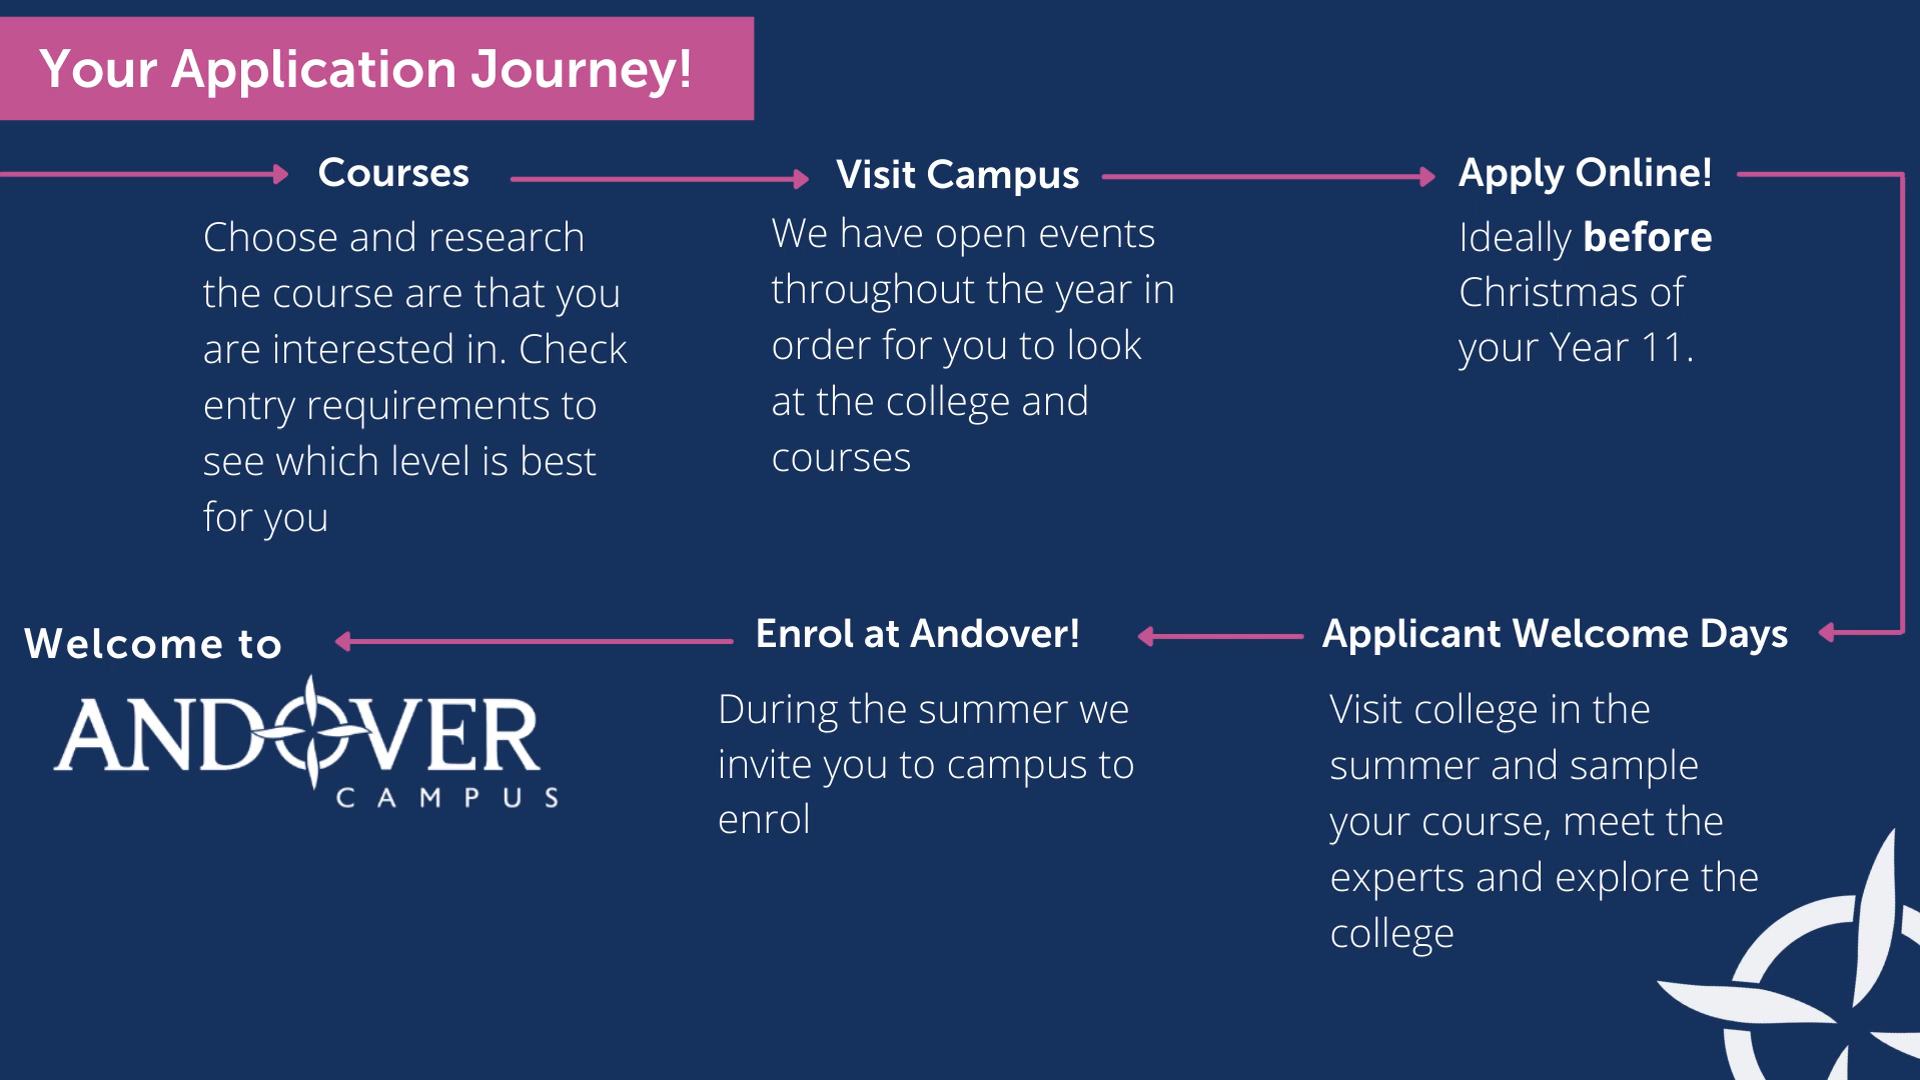 Your Application Journey!
Courses
Choose and research
the course are that you
are interested in. Check
entry requirements to
see which level is best
for you
Visit Campus
We have open events
throughout the year in
order for you to look
at the college and
courses
Apply Online!
Ideally before
Christmas of
your Year 11.
Applicant Welcome Days
Visit college in the
summer and sample
your course, meet the
experts and explore the
college
Enrol at Andover!
During the summer we
invite you to campus to
enrol
Welcome to
ANDOVER
CAMPUS